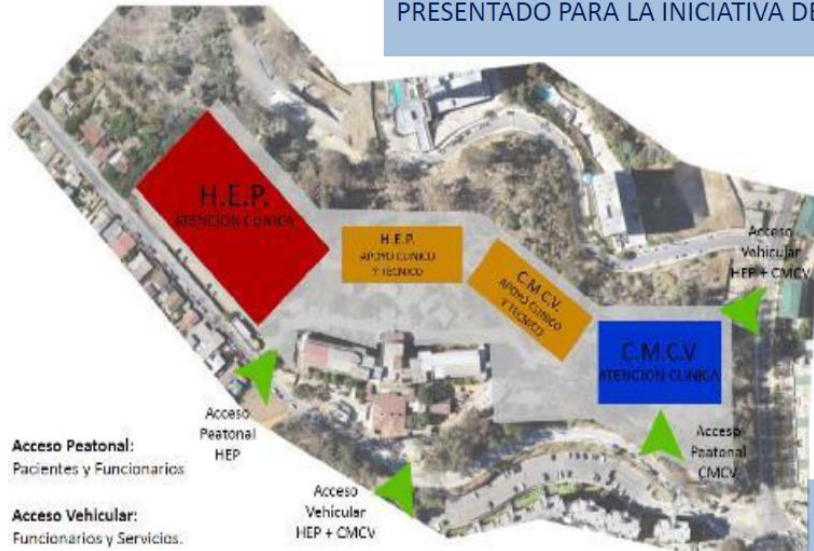 PRESENTADO PARA LA INICIATIVA DE
H.E.P.
ATENCION CLINICA
H.E.P.
APOYO CLINICO
Y TECNICO
C.M.C.V.
APOYO CLINICO
Y TECNICO
C.M.C.V
ATENCION CLINICA
Acceso
Vehicular
HEP + CMCV
Acceso
Peatonal
HEP
Acceso
Vehicular
HEP + CMCV
Acceso
Peatonal
CMCV
Acceso Peatonal:
Pacientes y Funcionarios
Acceso Vehicular:
Funcionarios y Servicios.